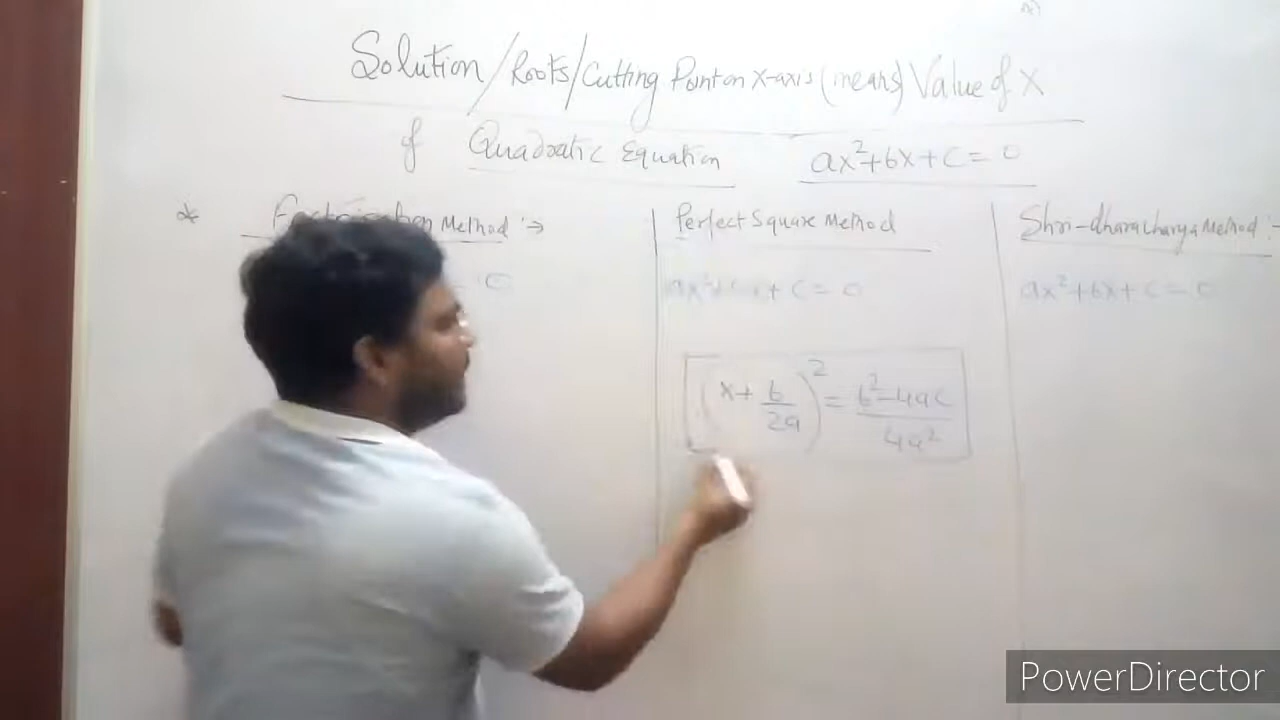 Solution/Roots/Cutting Point on X-axis (means) Value of X
of Quadratic Equation ax²+bx+c=0
* Method :→
= 0
Perfect Square Method
ax²+bx+c=0
(x+b/2a)²=b²-4ac/4a²
Shri-dharacharya Method :-
ax²+bx+c=0
PowerDirector